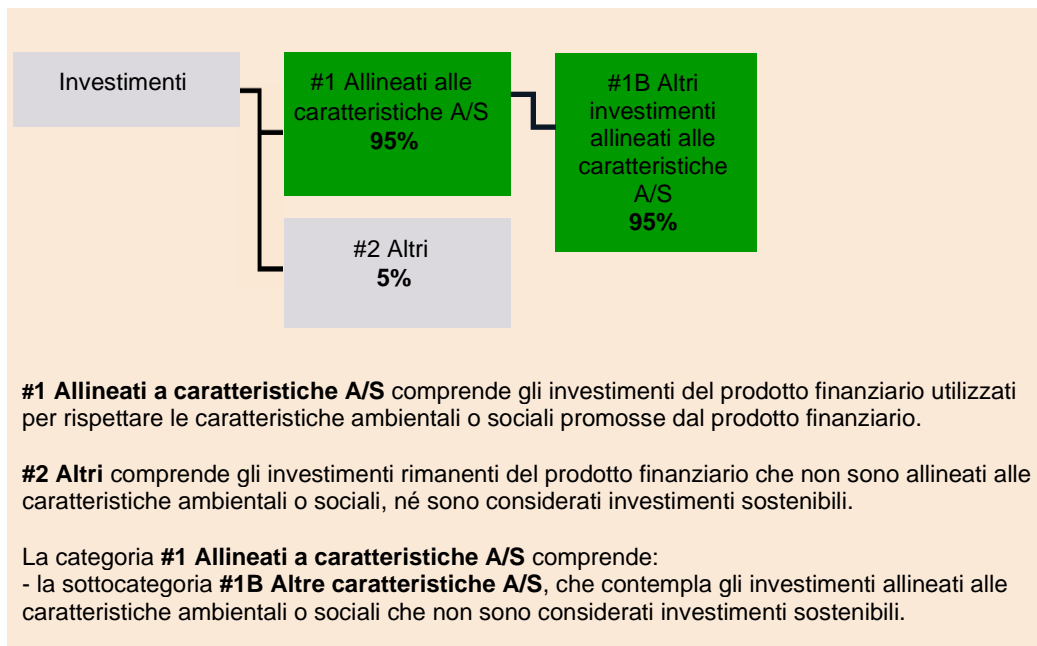 Investimenti
#1 Allineati alle
caratteristiche A/S
95%
#1B Altri
investimenti
allineati alle
caratteristiche
A/S
95%
#2 Altri
5%
#1 Allineati a caratteristiche A/S comprende gli investimenti del prodotto finanziario utilizzati
per rispettare le caratteristiche ambientali o sociali promosse dal prodotto finanziario.
#2 Altri comprende gli investimenti rimanenti del prodotto finanziario che non sono allineati alle
caratteristiche ambientali o sociali, né sono considerati investimenti sostenibili.
La categoria #1 Allineati a caratteristiche A/S comprende:
- la sottocategoria #1B Altre caratteristiche A/S, che contempla gli investimenti allineati alle
caratteristiche ambientali o sociali che non sono considerati investimenti sostenibili.